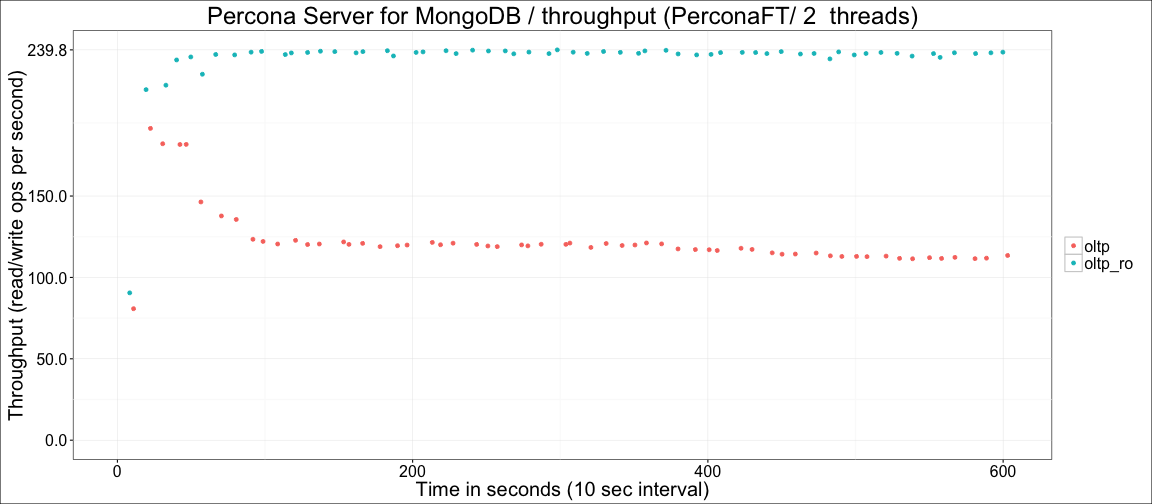 Percona Server for MongoDB / throughput (PerconaFT/ 2  threads)
Throughput (read/write ops per second)
239.8
150.0
100.0
50.0
0.0
0
200
400
600
Time in seconds (10 sec interval)
oltp
oltp_ro